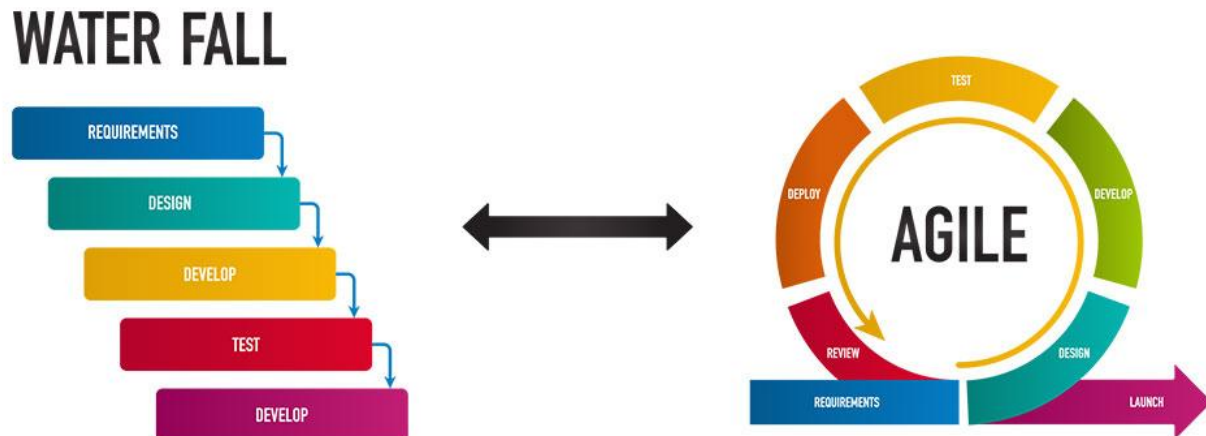 WATER FALL
REQUIREMENTS
DESIGN
DEVELOP
TEST
DEVELOP
TEST
DEPLOY
DEVELOP
AGILE
REVIEW
DESIGN
REQUIREMENTS
LAUNCH